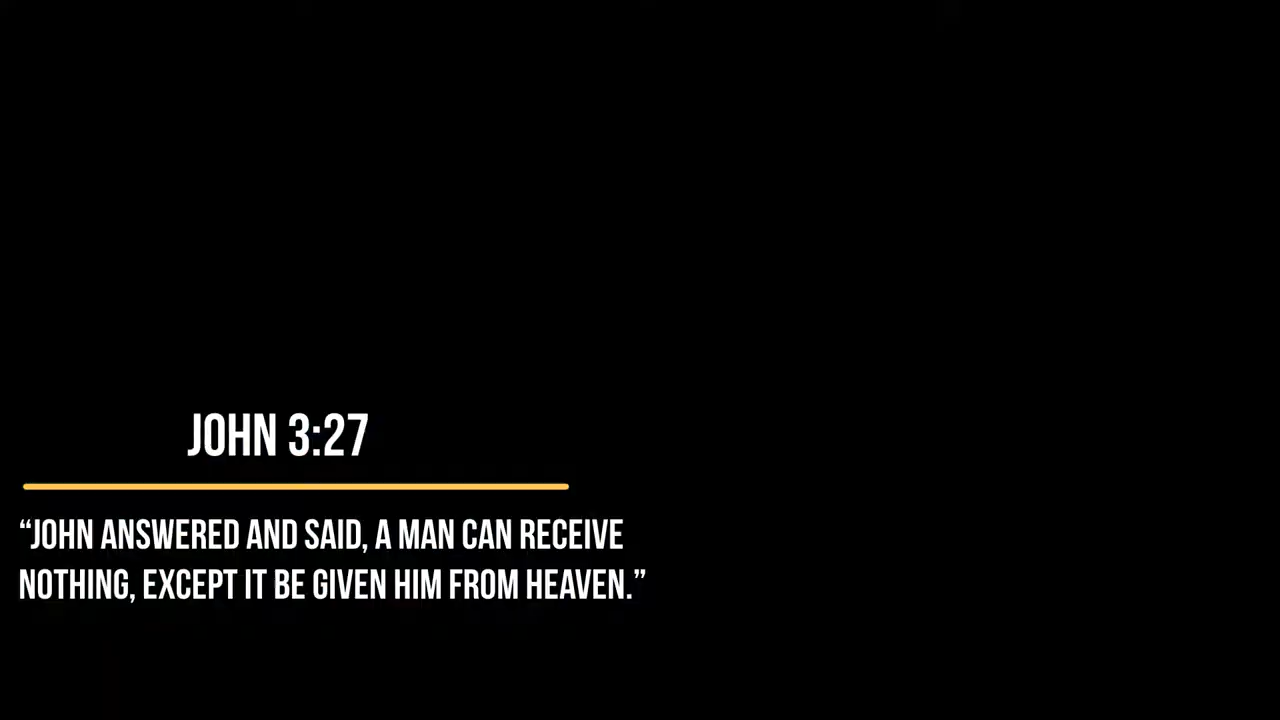 JOHN 3:27
“JOHN ANSWERED AND SAID, A MAN CAN RECEIVE
NOTHING, EXCEPT IT BE GIVEN HIM FROM HEAVEN.”